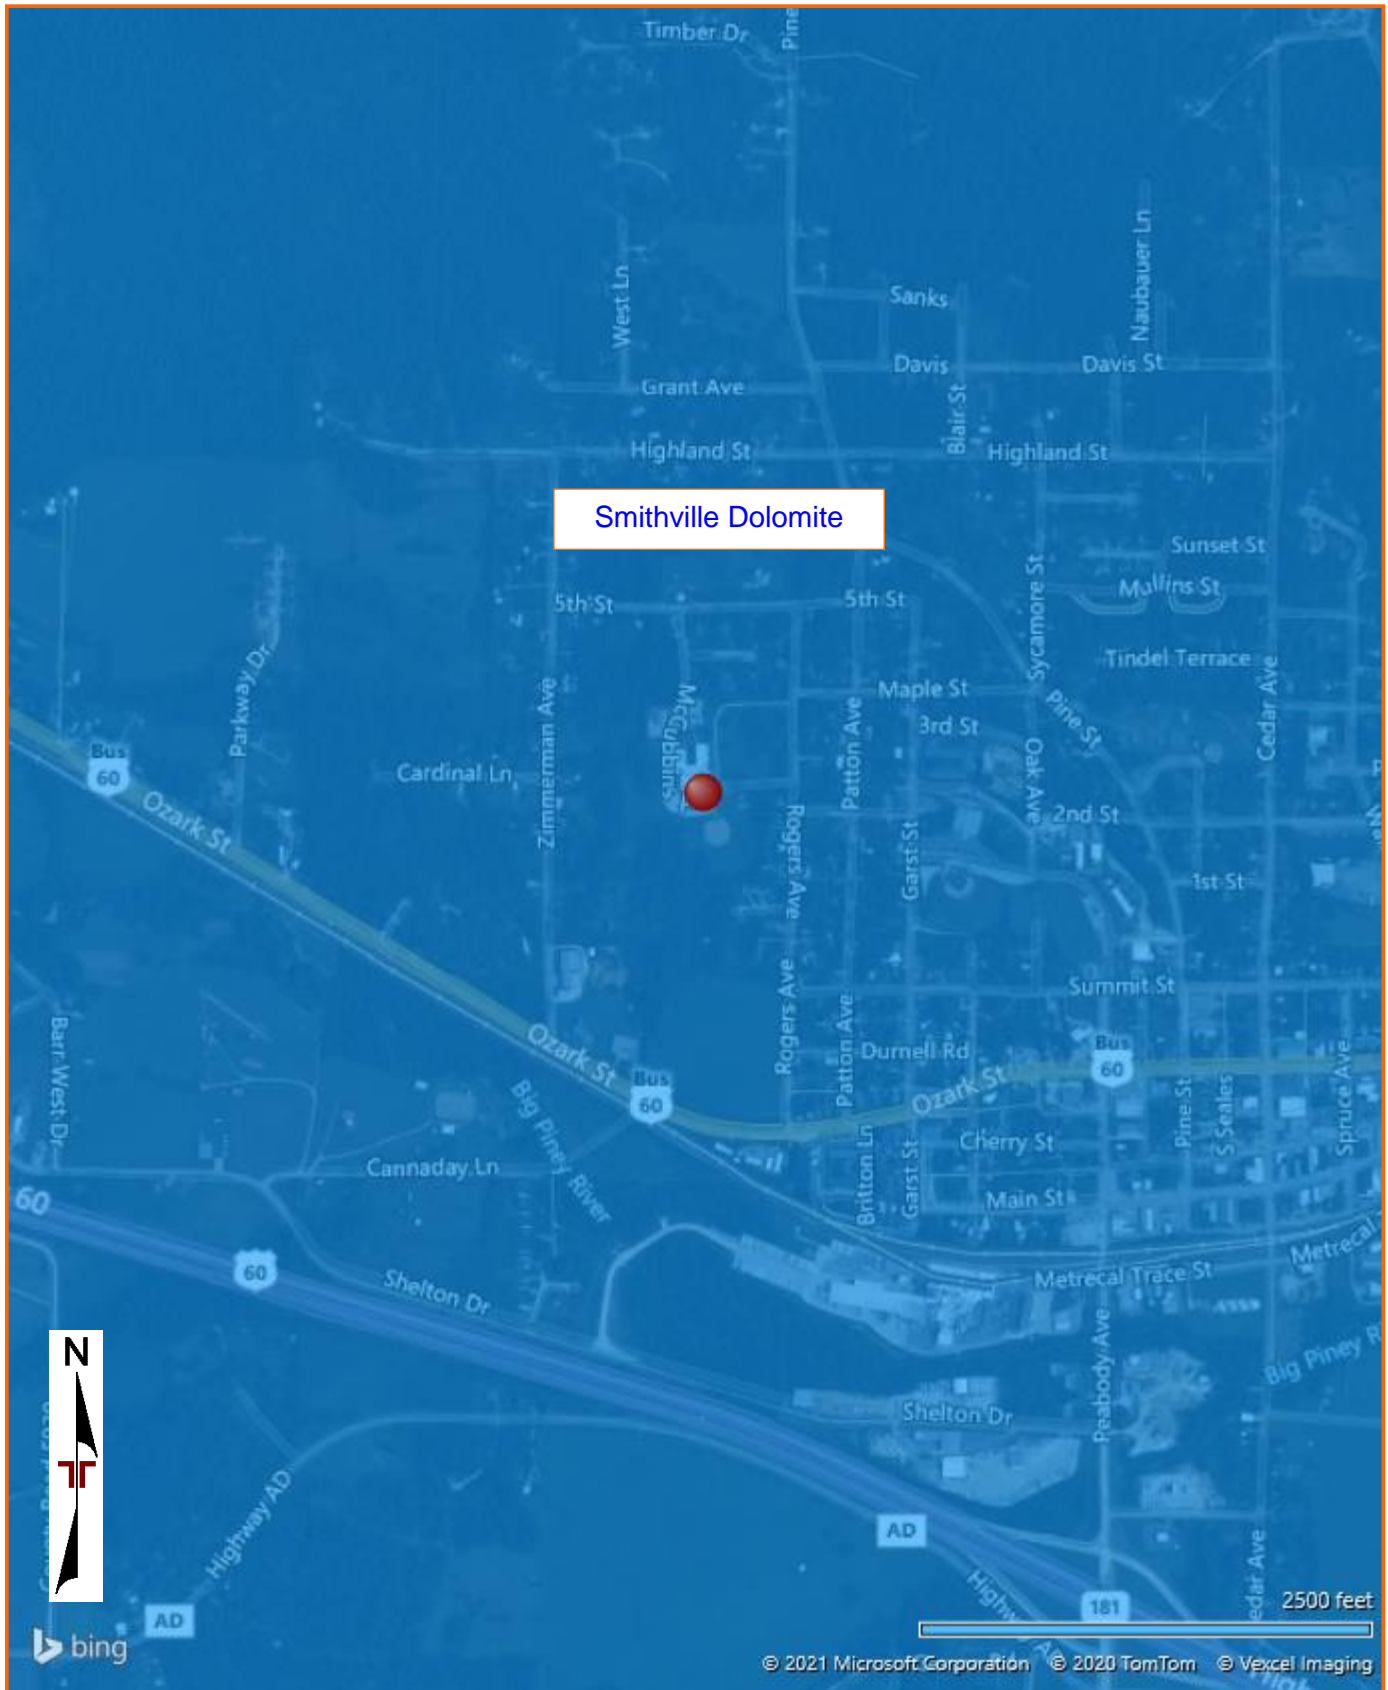 Timber Dr
Pine
Naubauer Ln
West Ln
Sanks
Davis
Davis St
Grant Ave
Blair St
Highland St
Highland St
Smithville Dolomite
Sunset St
5th St
5th St
Mullins St
Sycamore St
Tindel Terrace
Parkway Dr
Zimmerman Ave
McCubbins
Maple St
Patton Ave
3rd St
Pine St
Cedar Ave
Bus
60
Cardinal Ln
Oak Ave
Ozark St
2nd St
Rogers Ave
Garst St
1st St
Summit St
Barr West Dr
Ozark St
Rogers Ave
Patton Ave
Durnell Rd
Bus
60
Bus
60
Ozark St
Pine St
S Seales
Spruce Ave
Big Piney River
Cherry St
Cannaday Ln
Britton Ln
Garst St
Main St
60
60
Metrecal
Metrecal Trace St
Shelton Dr
Peabody Ave
N
Big Piney R
Shelton Dr
Highway AD
AD
edar Ave
181
2500 feet
AD
bing
© 2021 Microsoft Corporation © 2020 TomTom © Vexcel Imaging